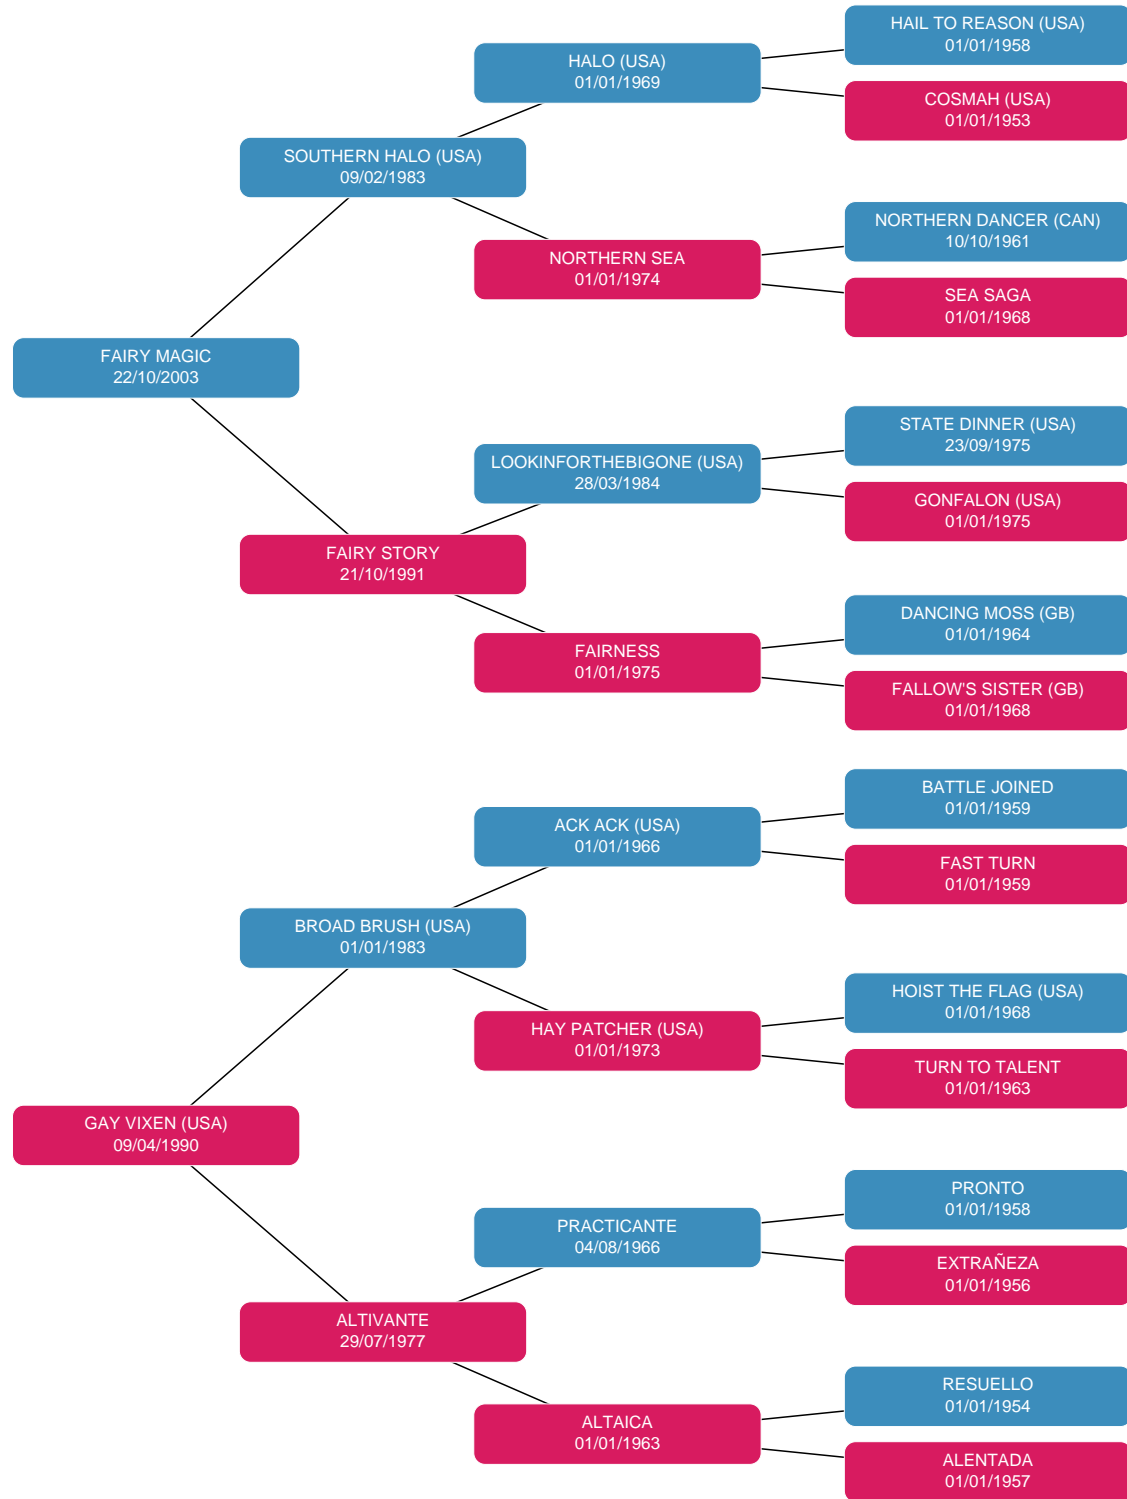 HAIL TO REASON (USA)
01/01/1958
HALO (USA)
01/01/1969
COSMAH (USA)
01/01/1953
SOUTHERN HALO (USA)
09/02/1983
NORTHERN DANCER (CAN)
10/10/1961
NORTHERN SEA
01/01/1974
SEA SAGA
01/01/1968
FAIRY MAGIC
22/10/2003
STATE DINNER (USA)
23/09/1975
LOOKINFORTHEBIGONE (USA)
28/03/1984
GONFALON (USA)
01/01/1975
FAIRY STORY
21/10/1991
DANCING MOSS (GB)
01/01/1964
FAIRNESS
01/01/1975
FALLOW'S SISTER (GB)
01/01/1968
BATTLE JOINED
01/01/1959
ACK ACK (USA)
01/01/1966
FAST TURN
01/01/1959
BROAD BRUSH (USA)
01/01/1983
HOIST THE FLAG (USA)
01/01/1968
HAY PATCHER (USA)
01/01/1973
TURN TO TALENT
01/01/1963
GAY VIXEN (USA)
09/04/1990
PRONTO
01/01/1958
PRACTICANTE
04/08/1966
EXTRAÑEZA
01/01/1956
ALTIVANTE
29/07/1977
RESUELLO
01/01/1954
ALTAICA
01/01/1963
ALENTADA
01/01/1957